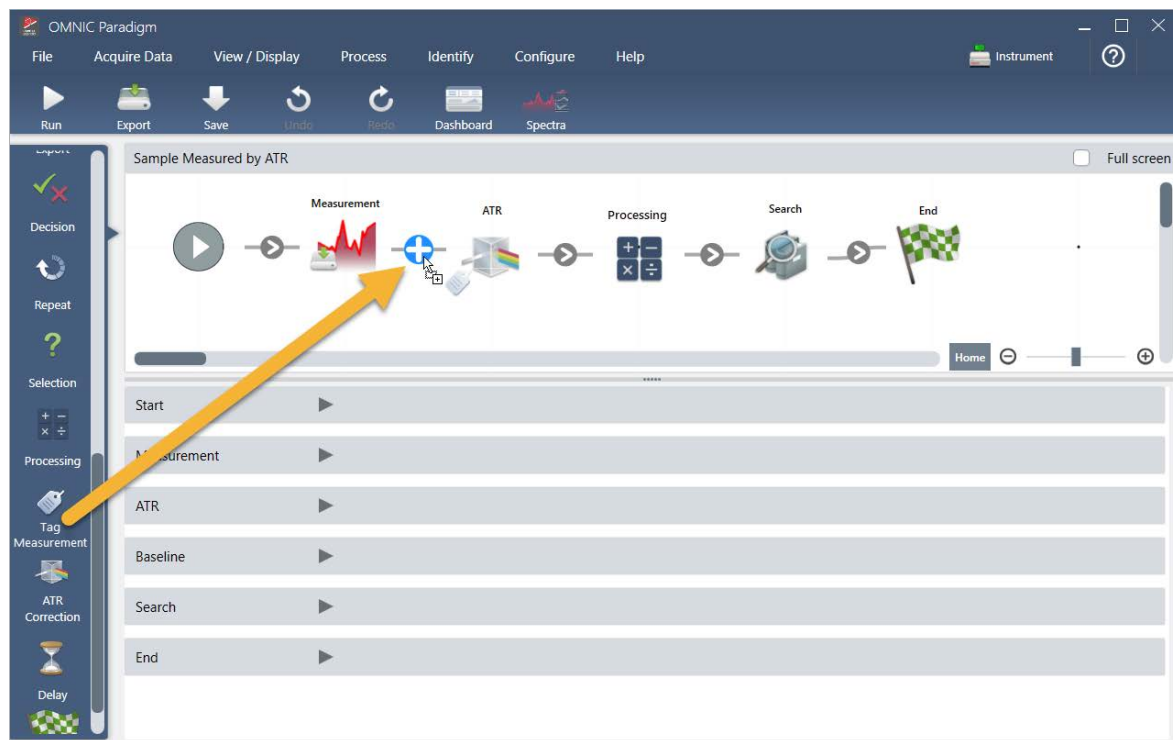 OMNIC Paradigm
File Acquire Data View / Display Process Identify Configure Help Instrument
Run Export Save Undo Redo Dashboard Spectra
Export
Decision
Repeat
Selection
Processing
Tag
Measurement
ATR
Correction
Delay
Sample Measured by ATR Full screen
Measurement ATR Processing Search End
Home
Start
Measurement
ATR
Baseline
Search
End